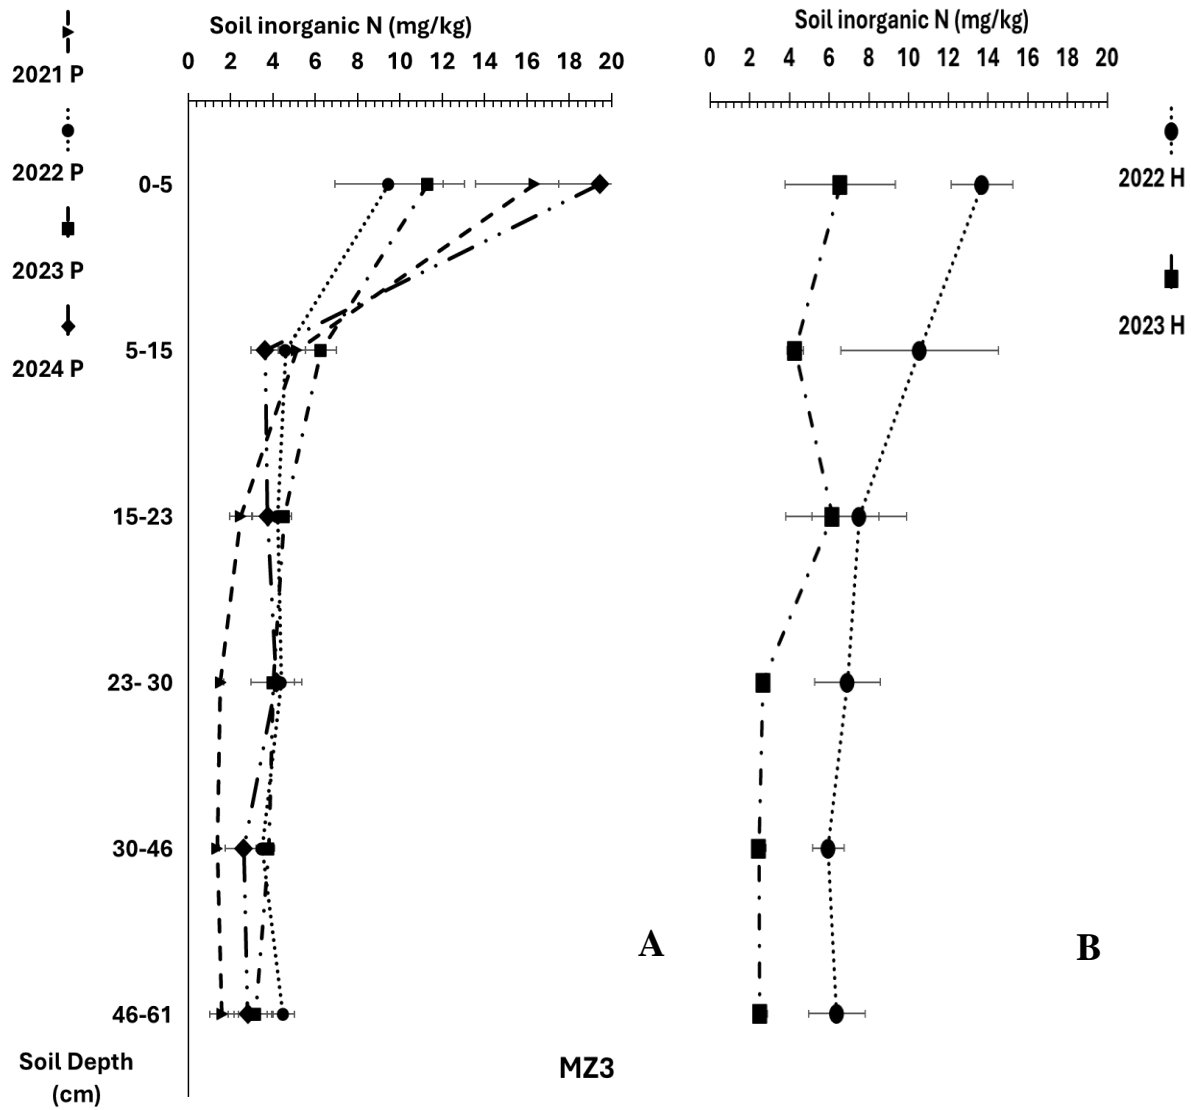 Soil inorganic N (mg/kg)
0 2 4 6 8 10 12 14 16 18 20
2021 P
2022 P
2023 P
2024 P
0-5
5-15
15-23
23- 30
30-46
46-61
Soil Depth
(cm)
A
MZ3
Soil inorganic N (mg/kg)
0 2 4 6 8 10 12 14 16 18 20
2022 H
2023 H
B